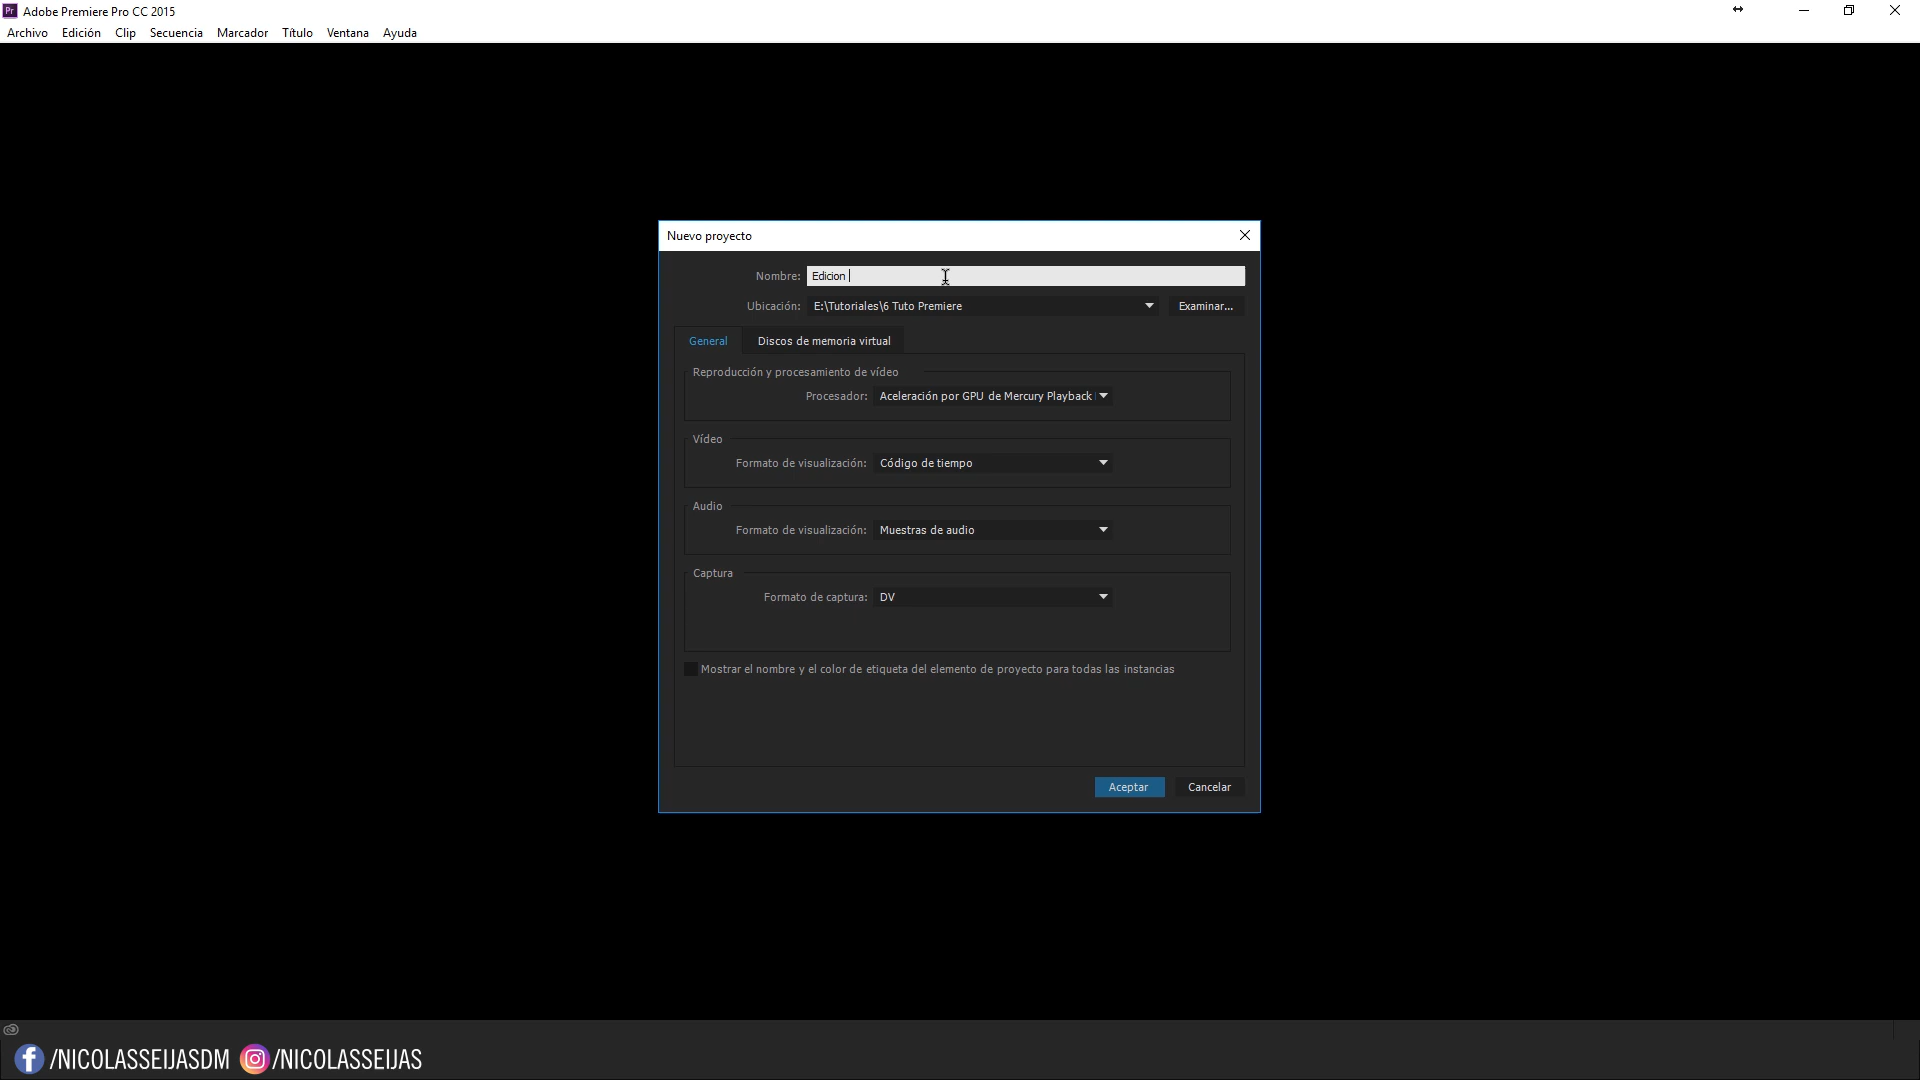 Pr Adobe Premiere Pro CC 2015
Archivo Edición Clip Secuencia Marcador Título Ventana Ayuda
Nuevo proyecto
Nombre: Edicion
Ubicación: E:\Tutoriales\6 Tuto Premiere Examinar...
General Discos de memoria virtual
Reproducción y procesamiento de vídeo
Procesador: Aceleración por GPU de Mercury Playback
Vídeo
Formato de visualización: Código de tiempo
Audio
Formato de visualización: Muestras de audio
Captura
Formato de captura: DV
Mostrar el nombre y el color de etiqueta del elemento de proyecto para todas las instancias
Aceptar Cancelar
/NICOLASSEIJASDM /NICOLASSEIJAS